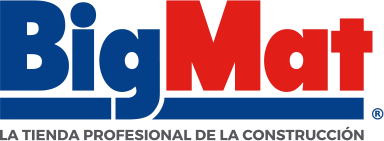 BigMat®
LA TIENDA PROFESIONAL DE LA CONSTRUCCIÓN